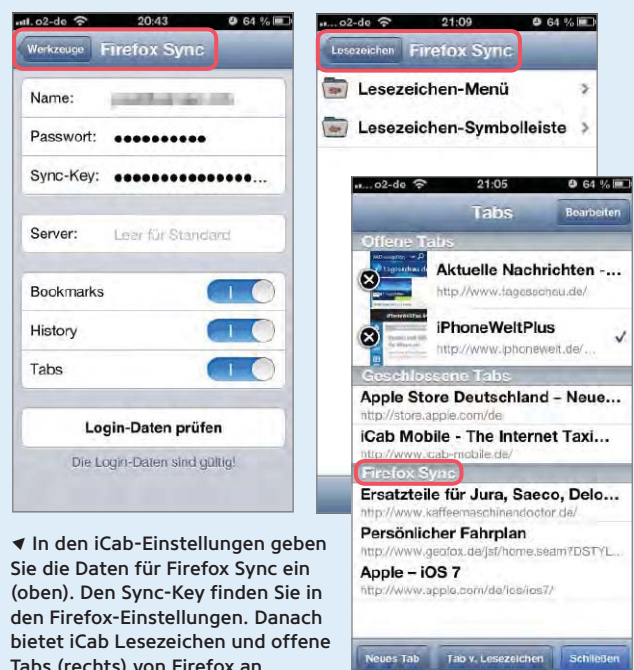 ...ıl. o2-de 20:43 64 %
Werkzeuge Firefox Sync
Name:
Passwort: ●●●●●●●●●●
Sync-Key: ●●●●●●●●●●●●●●●...
Server: Leer für Standard
Bookmarks
History
Tabs
Login-Daten prüfen
Die Login-Daten sind gültig!
...o2-de 21:09 64 %
Lesezeichen Firefox Sync
Lesezeichen-Menü
Lesezeichen-Symbolleiste
...o2-de 21:05 64 %
Tabs Bearbeiten
Offene Tabs
Aktuelle Nachrichten -...
http://www.tagesschau.de/
iPhoneWeltPlus
http://www.iphonewelt.de/...
Geschlossene Tabs
Apple Store Deutschland – Neue...
http://store.apple.com/de
iCab Mobile - The Internet Taxi...
http://www.icab-mobile.de/
Firefox Sync
Ersatzteile für Jura, Saeco, Delo...
http://www.kaffeemaschinendoctor.de/
Persönlicher Fahrplan
http://www.geofox.de/jsf/home.seam?DSTYL...
Apple – iOS 7
http://www.apple.com/de/ios/ios7/
Neues Tab Tab v. Lesezeichen Schließen
◄ In den iCab-Einstellungen geben
Sie die Daten für Firefox Sync ein
(oben). Den Sync-Key finden Sie in
den Firefox-Einstellungen. Danach
bietet iCab Lesezeichen und offene
Tabs (rechts) von Firefox an.